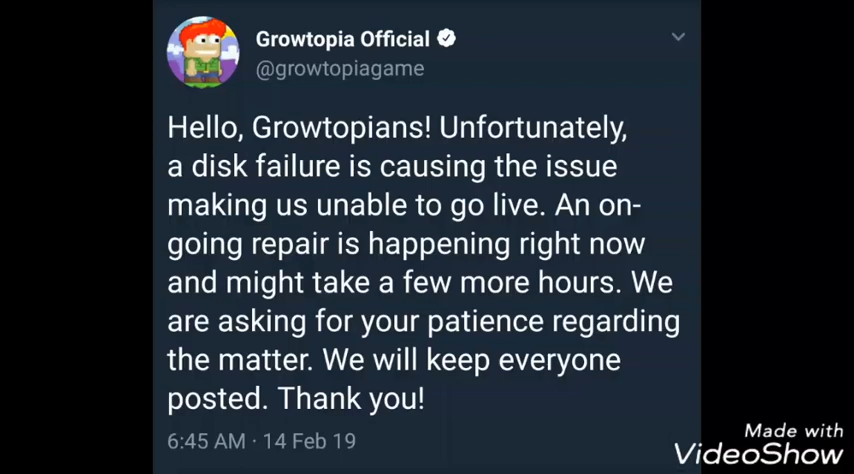 Growtopia Official
@growtopiagame
Hello, Growtopians! Unfortunately,
a disk failure is causing the issue
making us unable to go live. An on-
going repair is happening right now
and might take a few more hours. We
are asking for your patience regarding
the matter. We will keep everyone
posted. Thank you!
6:45 AM · 14 Feb 19
Made with
VideoShow